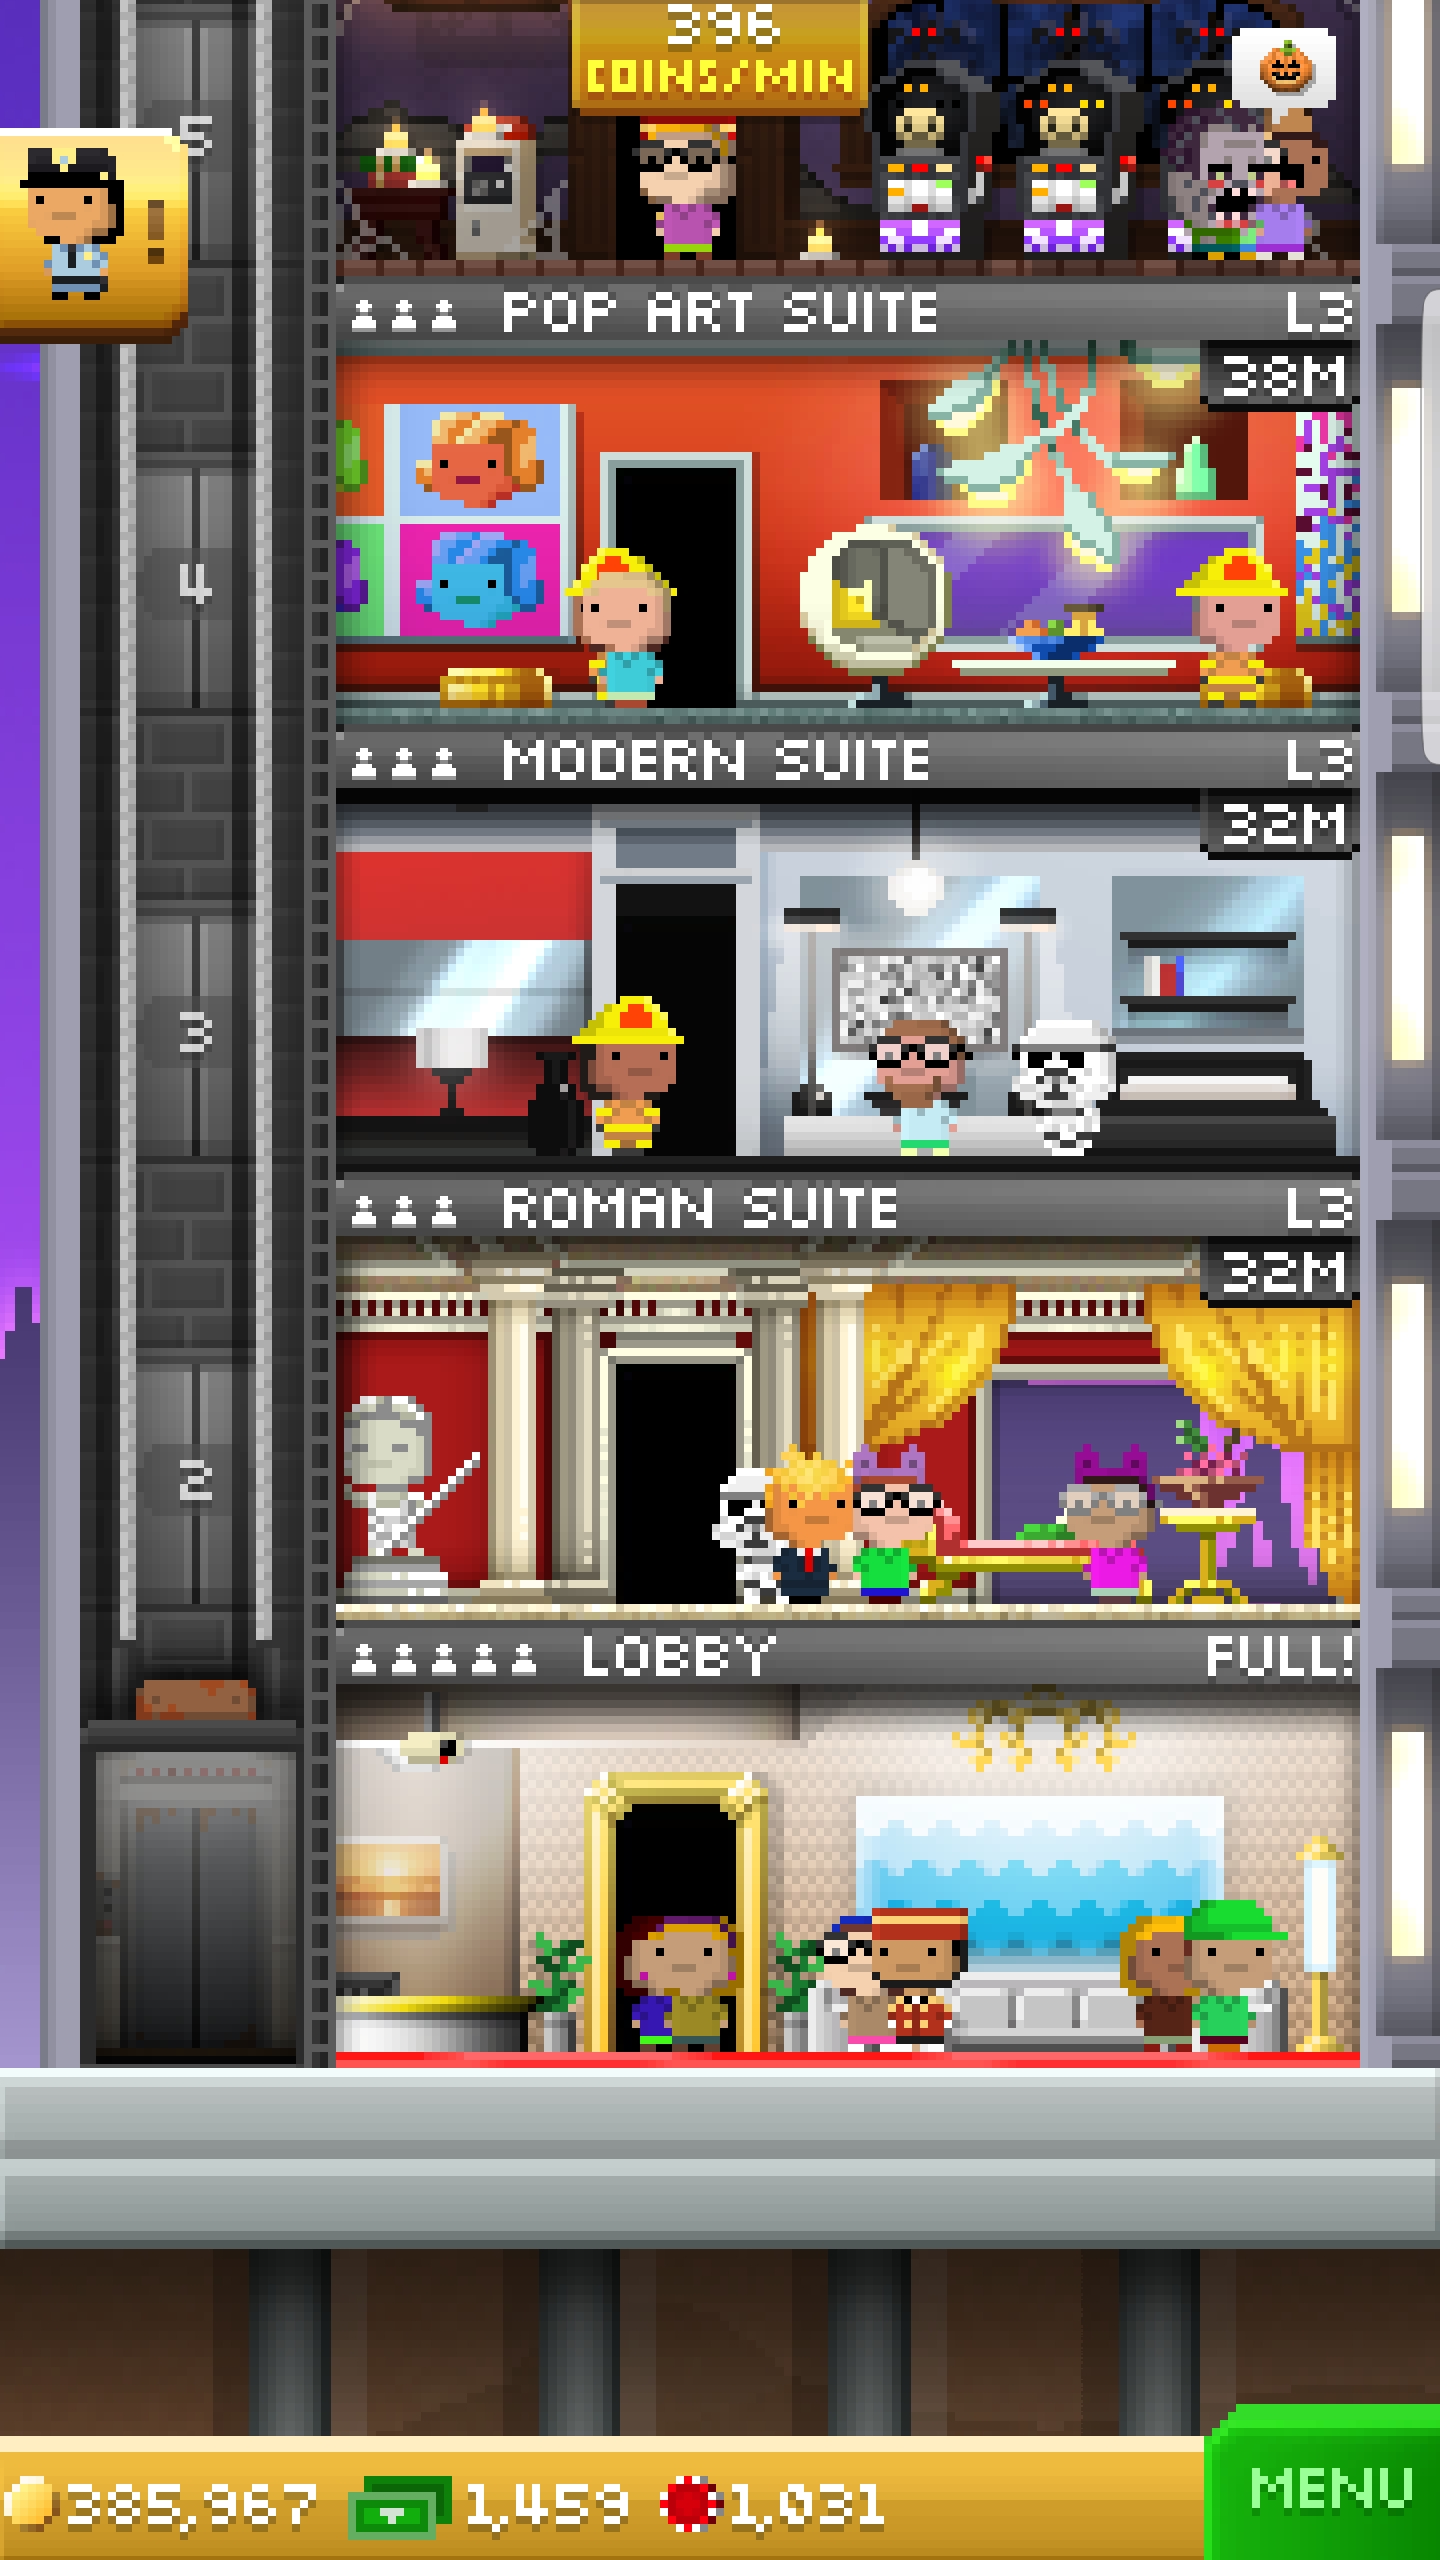 396
COINS/MIN
5
!
POP ART SUITE L3
38M
4
MODERN SUITE L3
32M
3
ROMAN SUITE L3
32M
2
LOBBY FULL!
385,967 1,459 1,031
MENU